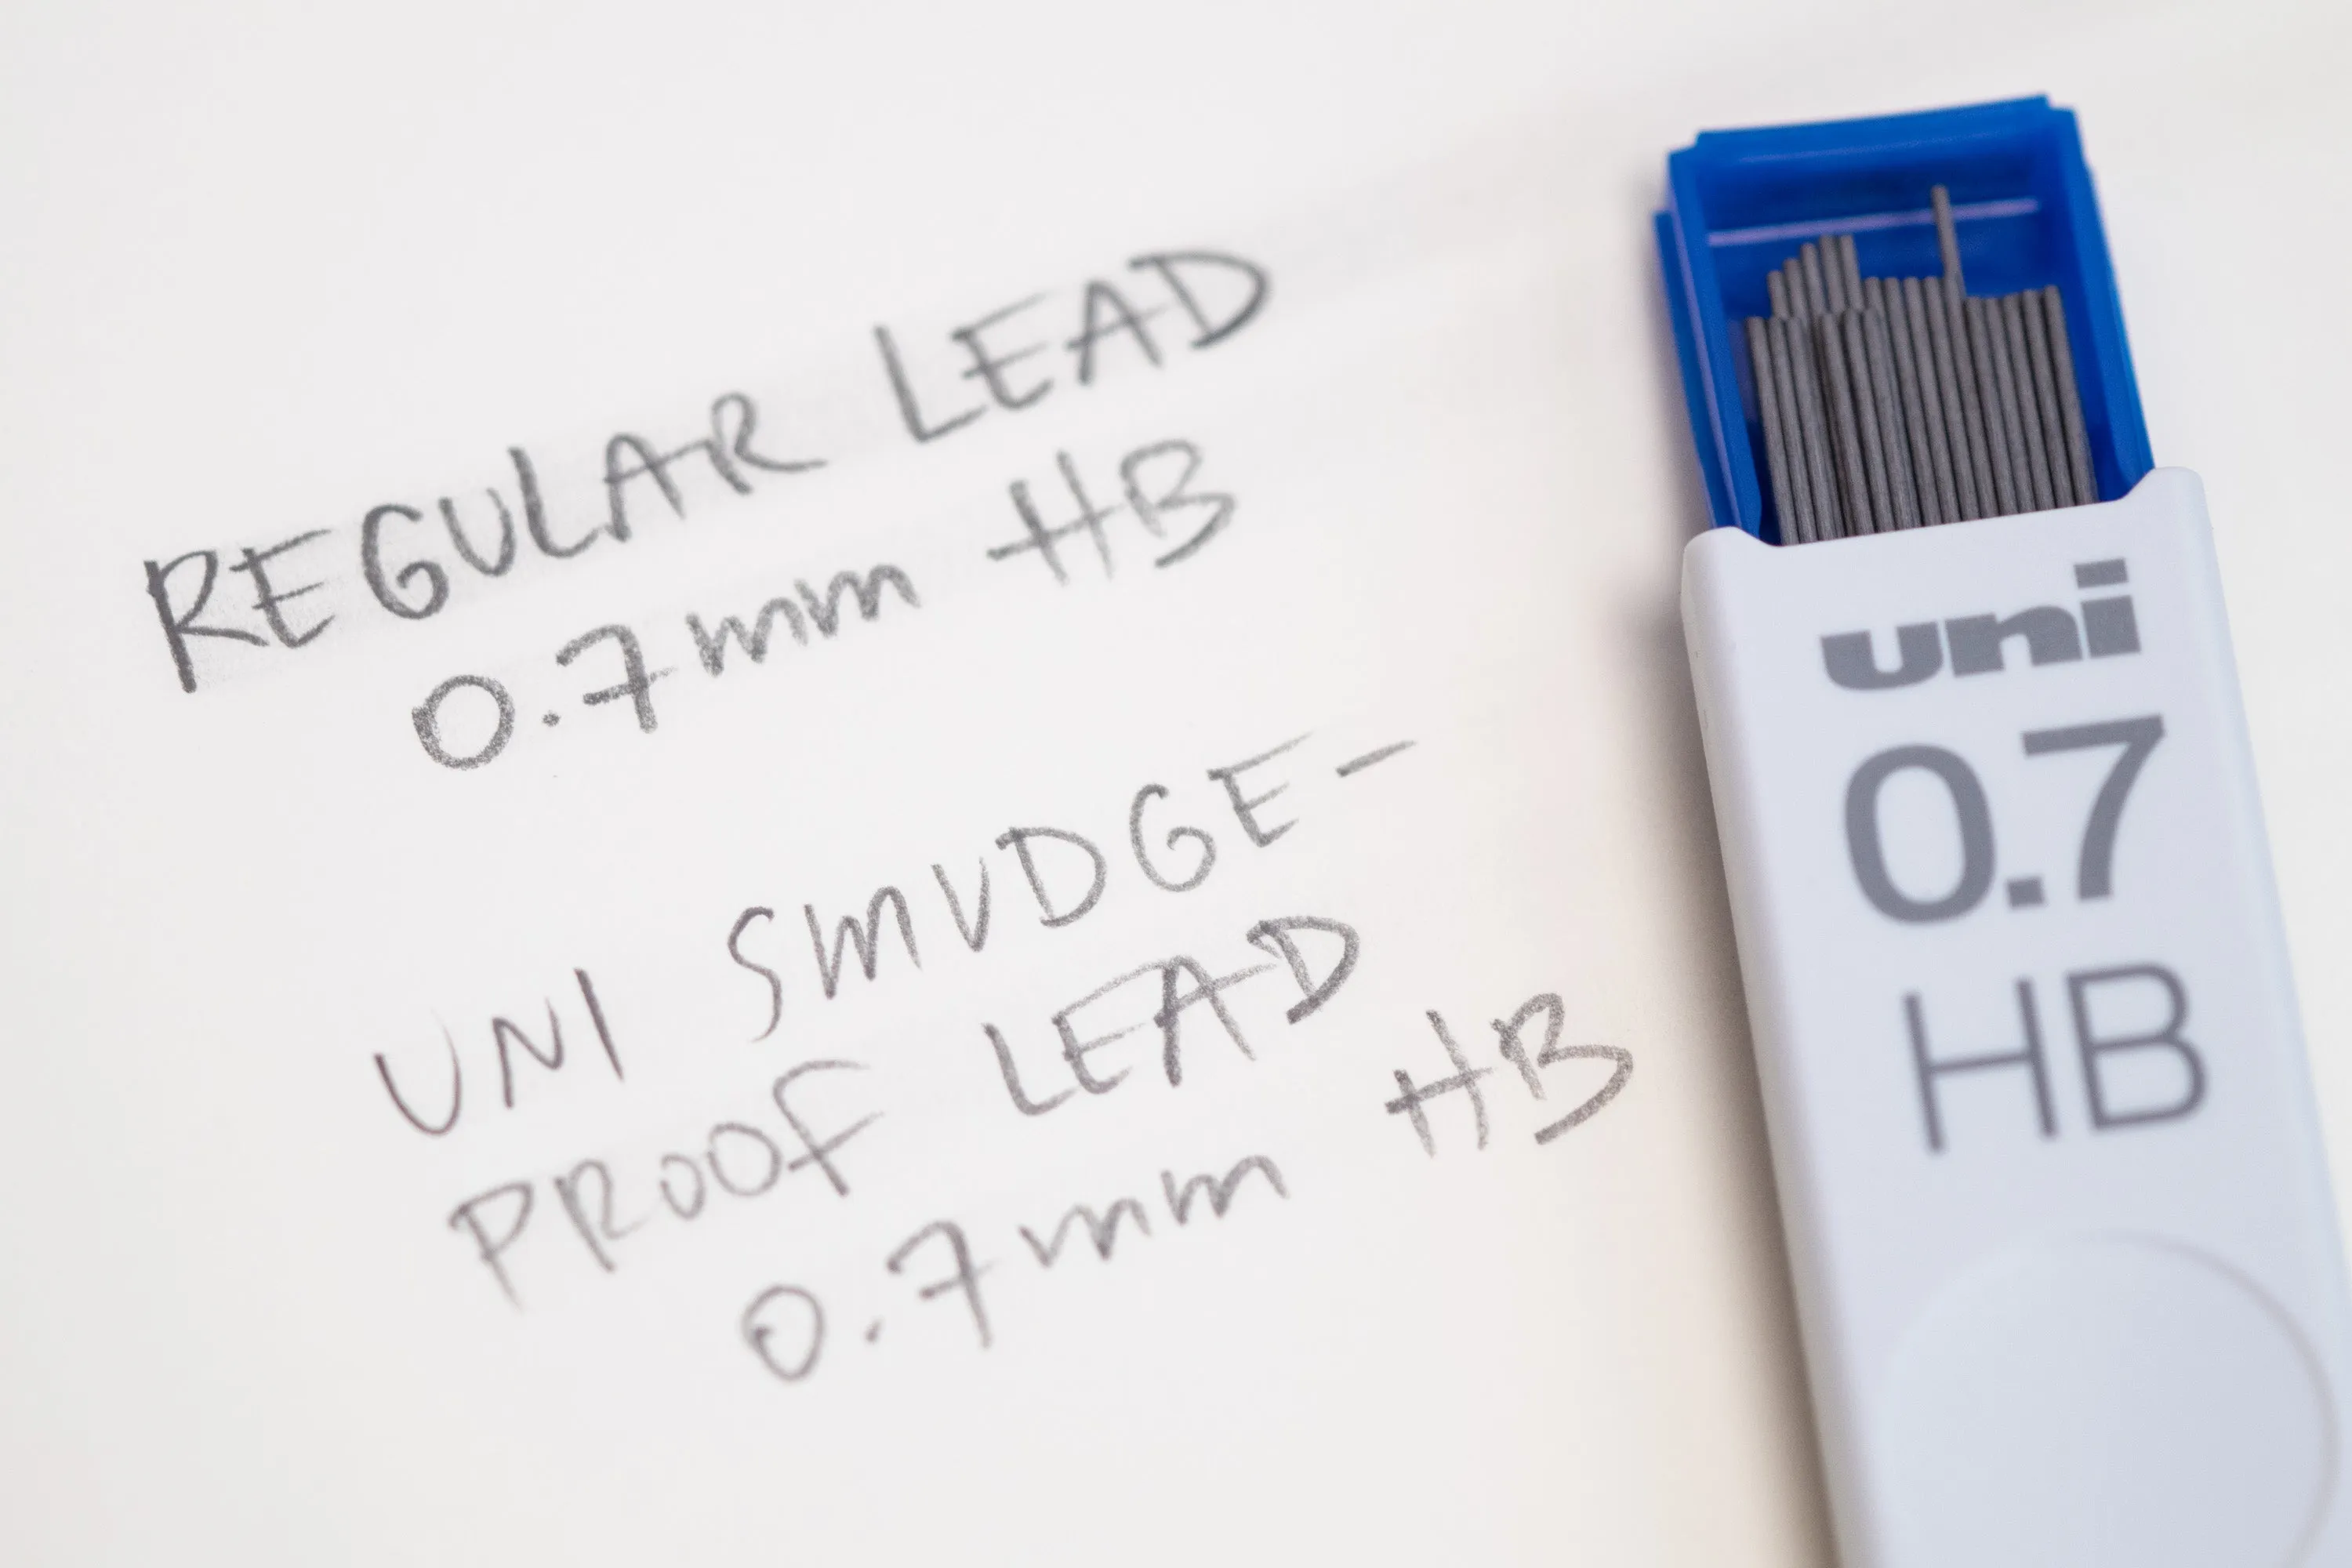 REGULAR LEAD
0.7mm HB
UNI SMUDGE-
PROOF LEAD
0.7mm HB
uni
0.7
HB